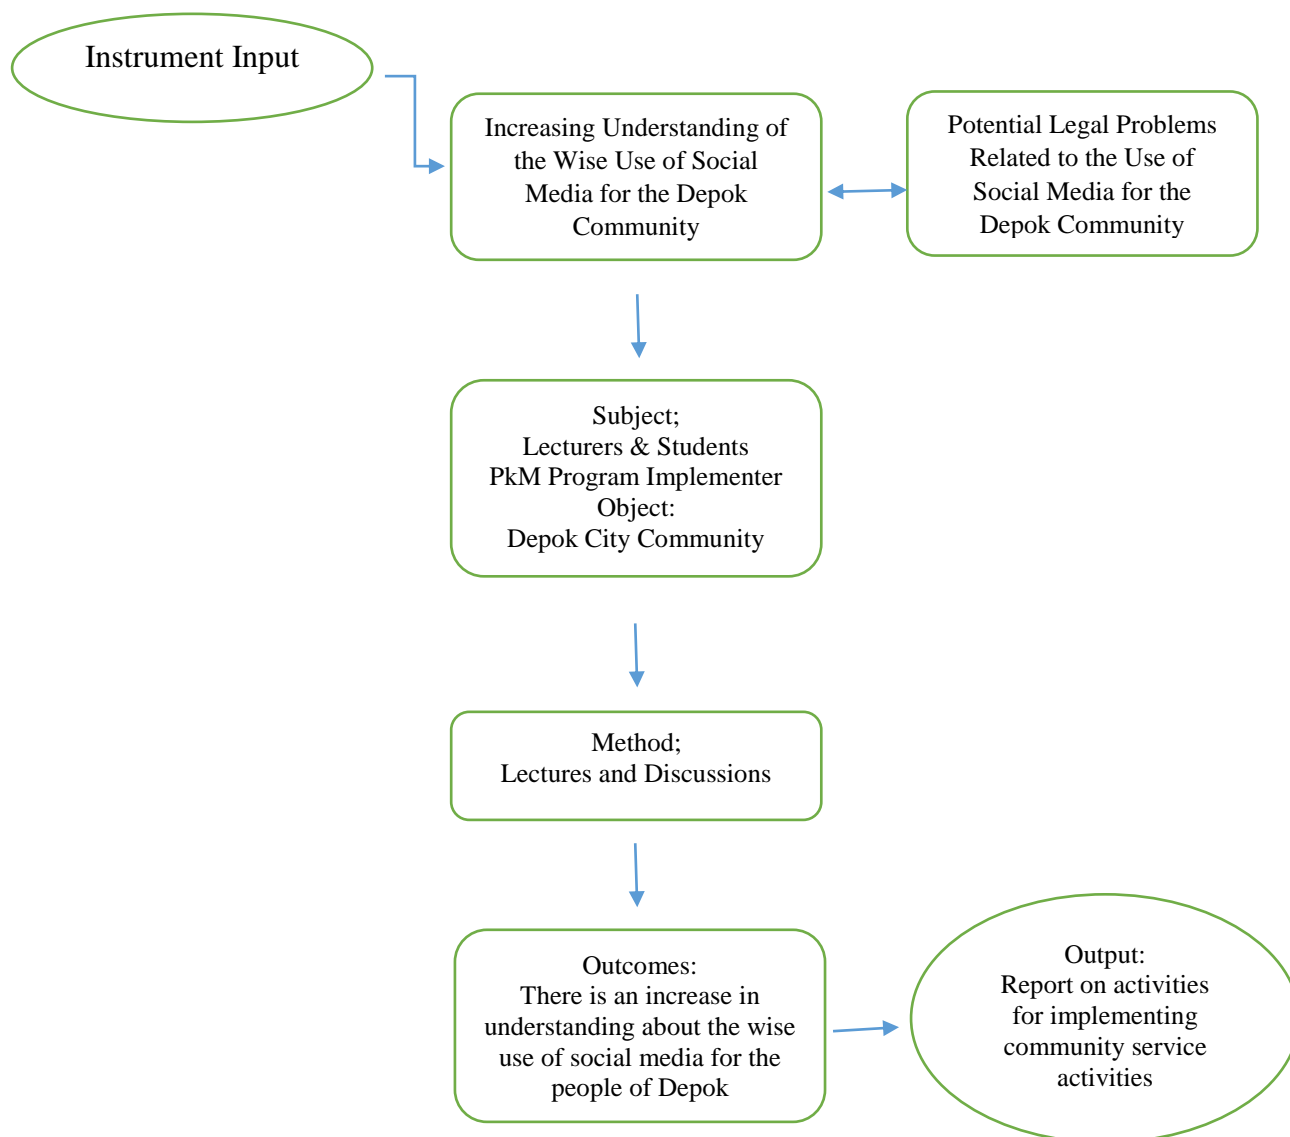 Instrument Input
Increasing Understanding of
the Wise Use of Social
Media for the Depok
Community
Potential Legal Problems
Related to the Use of
Social Media for the
Depok Community
Subject;
Lecturers & Students
PkM Program Implementer
Object:
Depok City Community
Method;
Lectures and Discussions
Outcomes:
There is an increase in
understanding about the wise
use of social media for the
people of Depok
Output:
Report on activities
for implementing
community service
activities